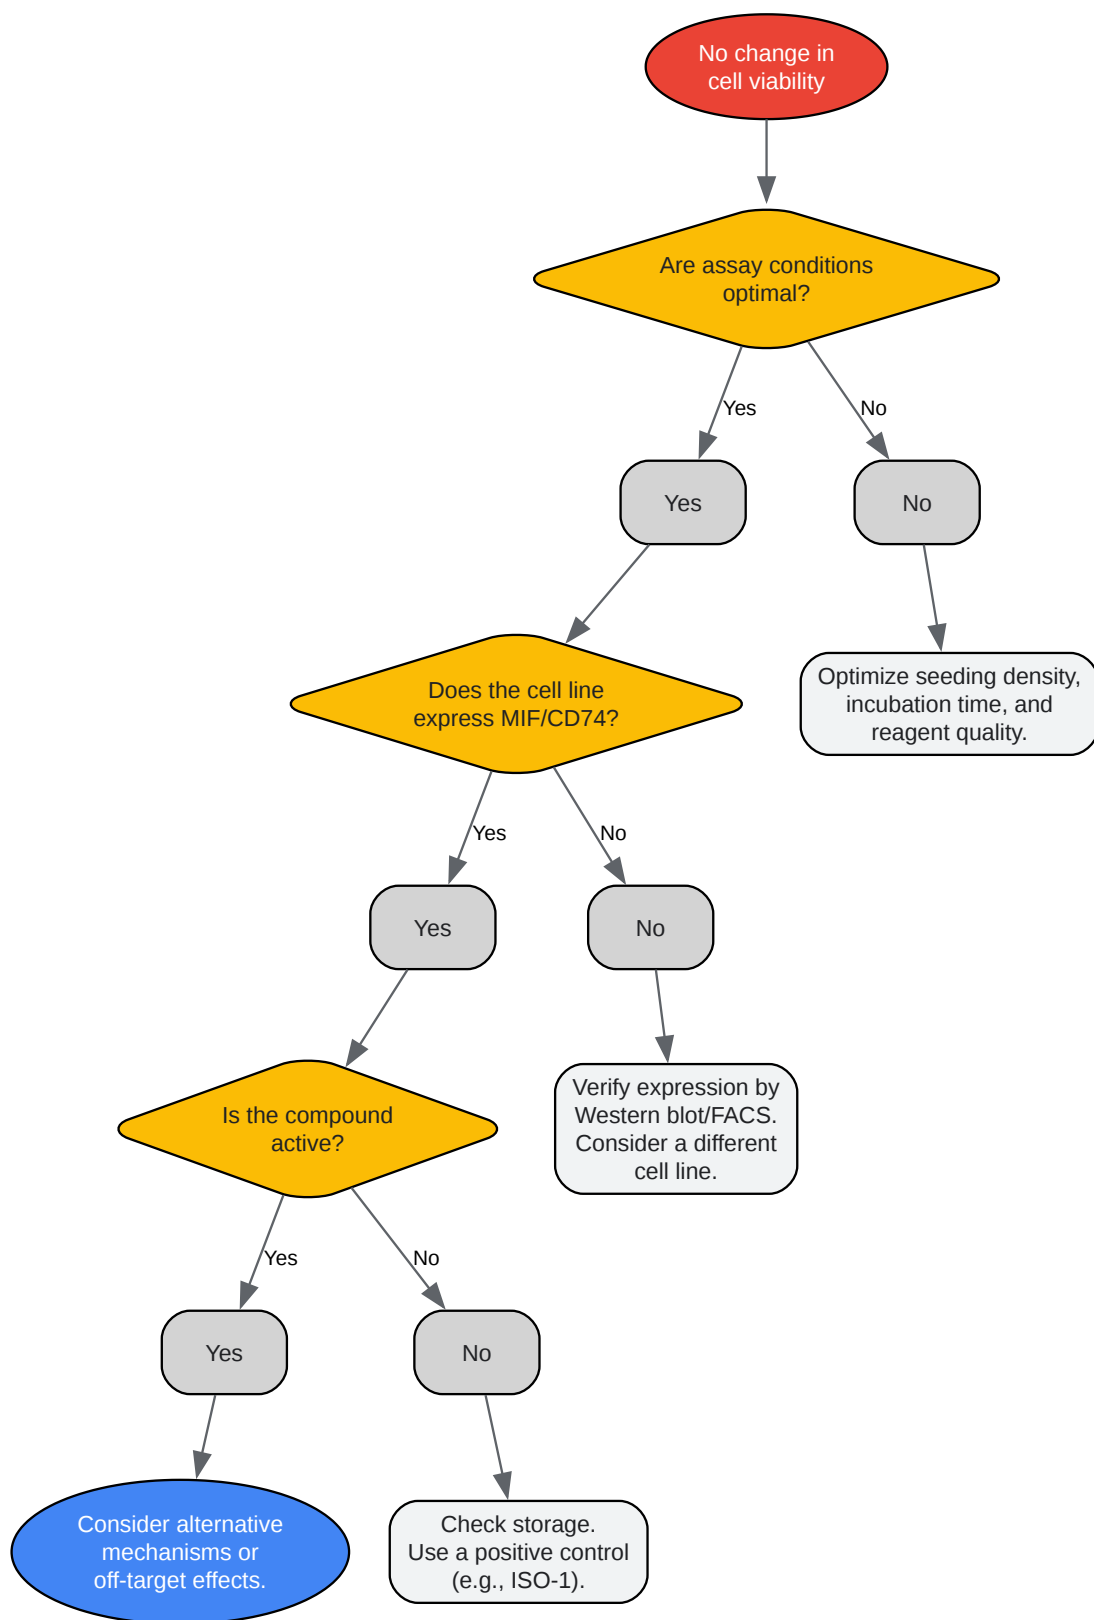 No change in
cell viability
Are assay conditions
optimal?
Yes
No
Yes
No
Optimize seeding density,
incubation time, and
reagent quality.
Does the cell line
express MIF/CD74?
Yes
No
Yes
No
Verify expression by
Western blot/FACS.
Consider a different
cell line.
Is the compound
active?
Yes
No
Yes
No
Consider alternative
mechanisms or
off-target effects.
Check storage.
Use a positive control
(e.g., ISO-1).